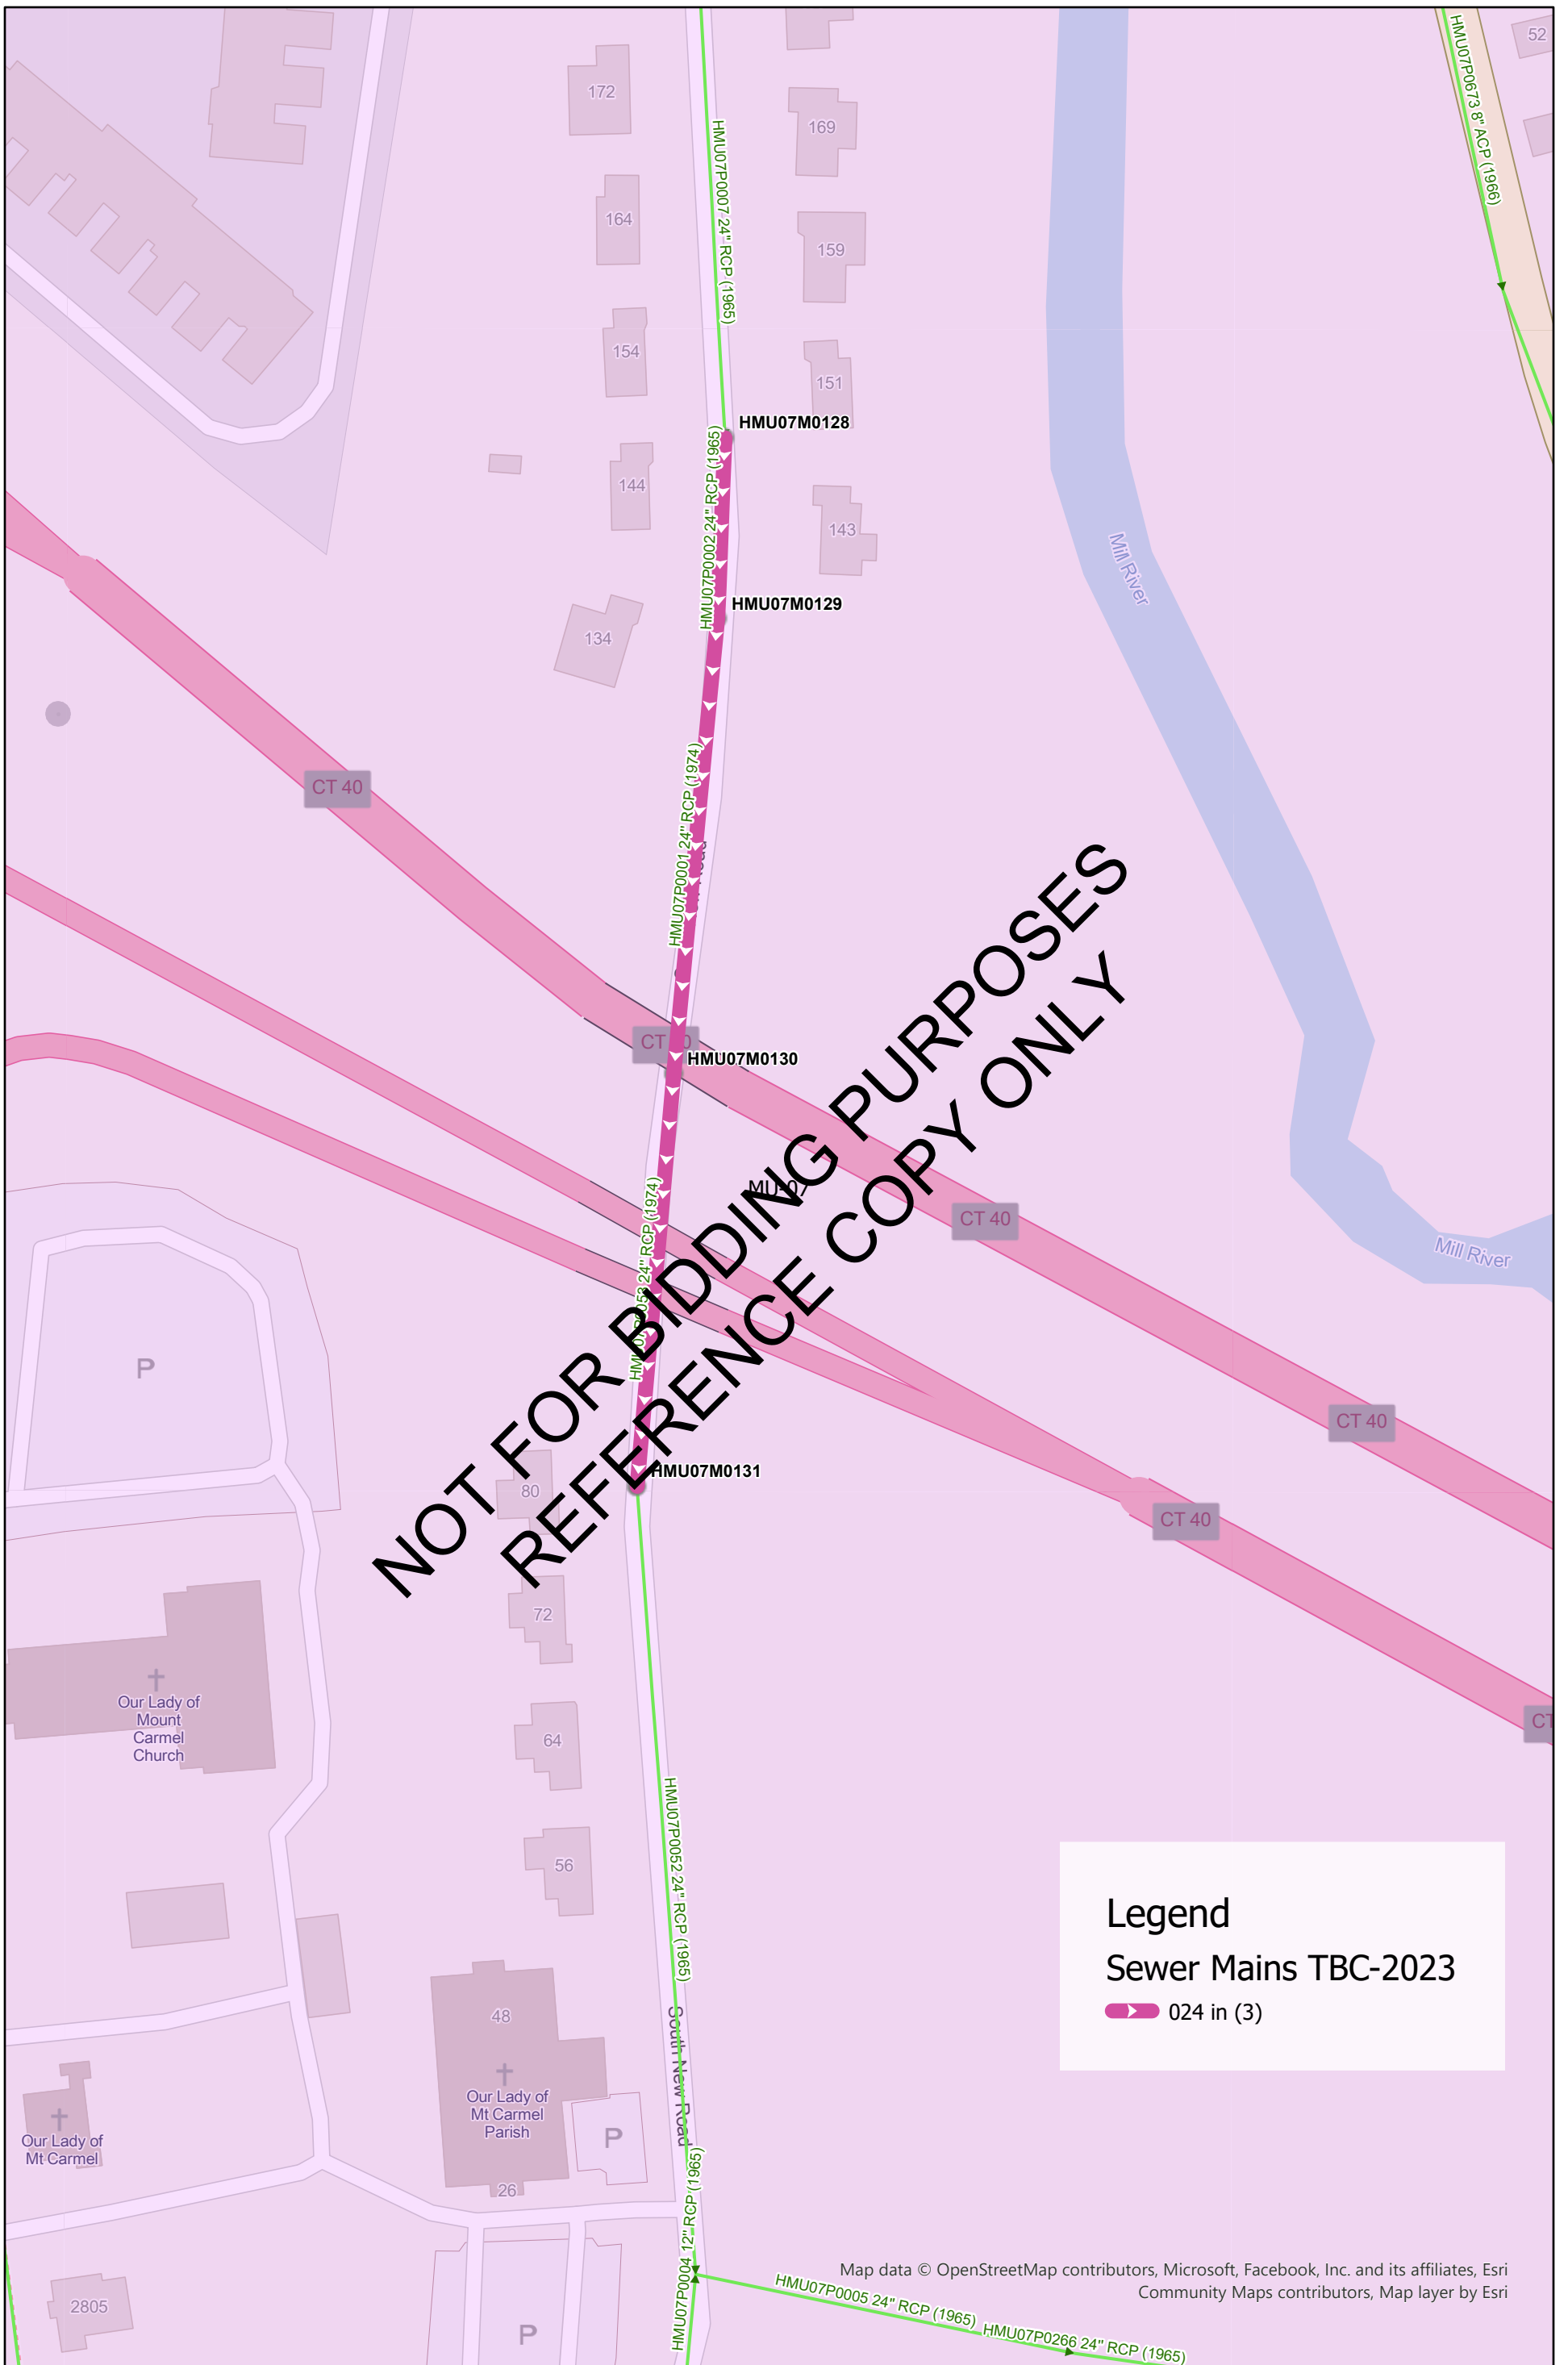 52
HMU07P0673 8" ACP (1966)
172
169
HMU07P0007 24" RCP (1965)
164
159
154
151
HMU07M0128
HMU07P0002 24" RCP (1965)
144
143
Mill River
HMU07M0129
134
CT 40
HMU07P0001 24" RCP (1974)
HMU07M0130
MU-07
NOT FOR BIDDING PURPOSES
REFERENCE COPY ONLY
CT 40
Mill River
24" RCP (1974)
P
CT 40
HMU07M0131
80
CT 40
72
Our Lady of
Mount
Carmel
Church
64
CT
HMU07P0052 24" RCP (1965)
56
Legend
Sewer Mains TBC-2023
024 in (3)
48
South New Road
Our Lady of
Mt Carmel
Parish
P
Our Lady of
Mt Carmel
26
HMU07P0004 12" RCP (1965)
Map data © OpenStreetMap contributors, Microsoft, Facebook, Inc. and its affiliates, Esri
Community Maps contributors, Map layer by Esri
HMU07P0005 24" RCP (1965)
HMU07P0266 24" RCP (1965)
2805
P